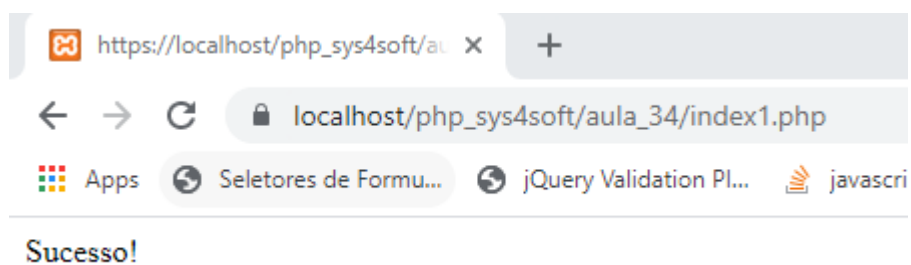 https://localhost/php_sys4soft/au
localhost/php_sys4soft/aula_34/index1.php
Apps Seletores de Formu... jQuery Validation Pl... javascri
Sucesso!